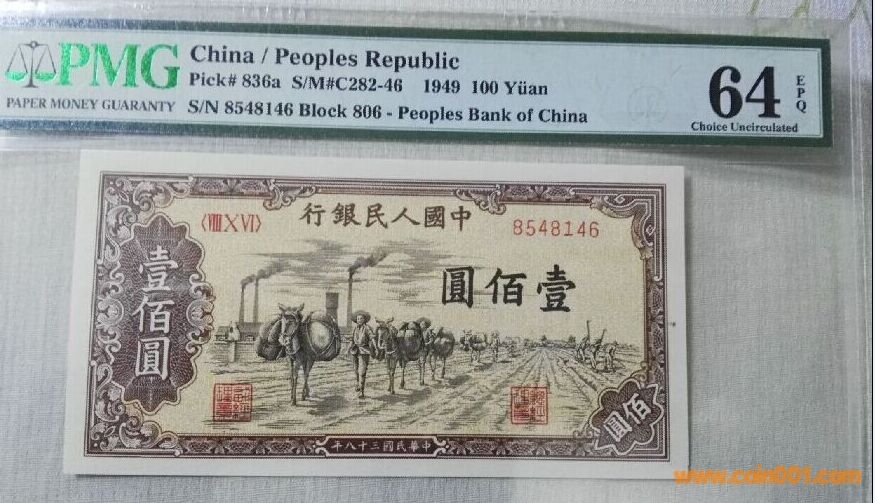 PMG
PAPER MONEY GUARANTY
China / Peoples Republic
Pick# 836a S/M#C282-46 1949 100 Yüan
S/N 8548146 Block 806 - Peoples Bank of China
64
EPQ
Choice Uncirculated
〈VIIIXVI〉
行銀民人國中
8548146
圓佰壹
壹佰圓
佰圓
年八十三國民華中
www.coin001.com